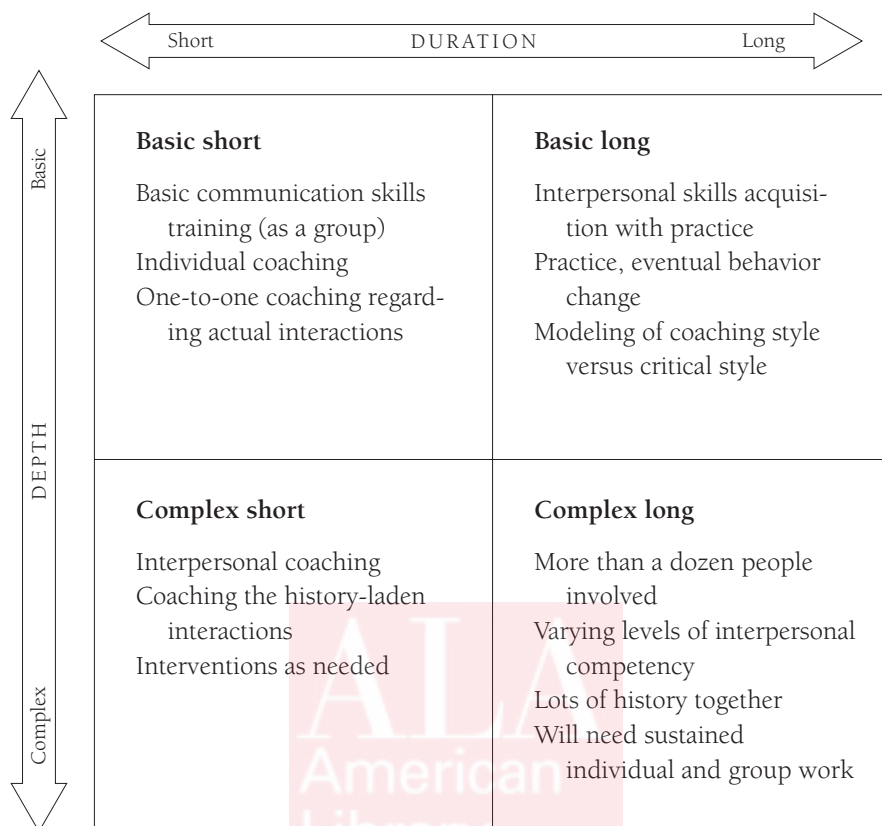 Short DURATION Long
Basic
DEPTH
Complex
Basic short
Basic communication skills
training (as a group)
Individual coaching
One-to-one coaching regard-
ing actual interactions
Basic long
Interpersonal skills acquisi-
tion with practice
Practice, eventual behavior
change
Modeling of coaching style
versus critical style
Complex short
Interpersonal coaching
Coaching the history-laden
interactions
Interventions as needed
Complex long
More than a dozen people
involved
Varying levels of interpersonal
competency
Lots of history together
Will need sustained
individual and group work
ALA
American
Library